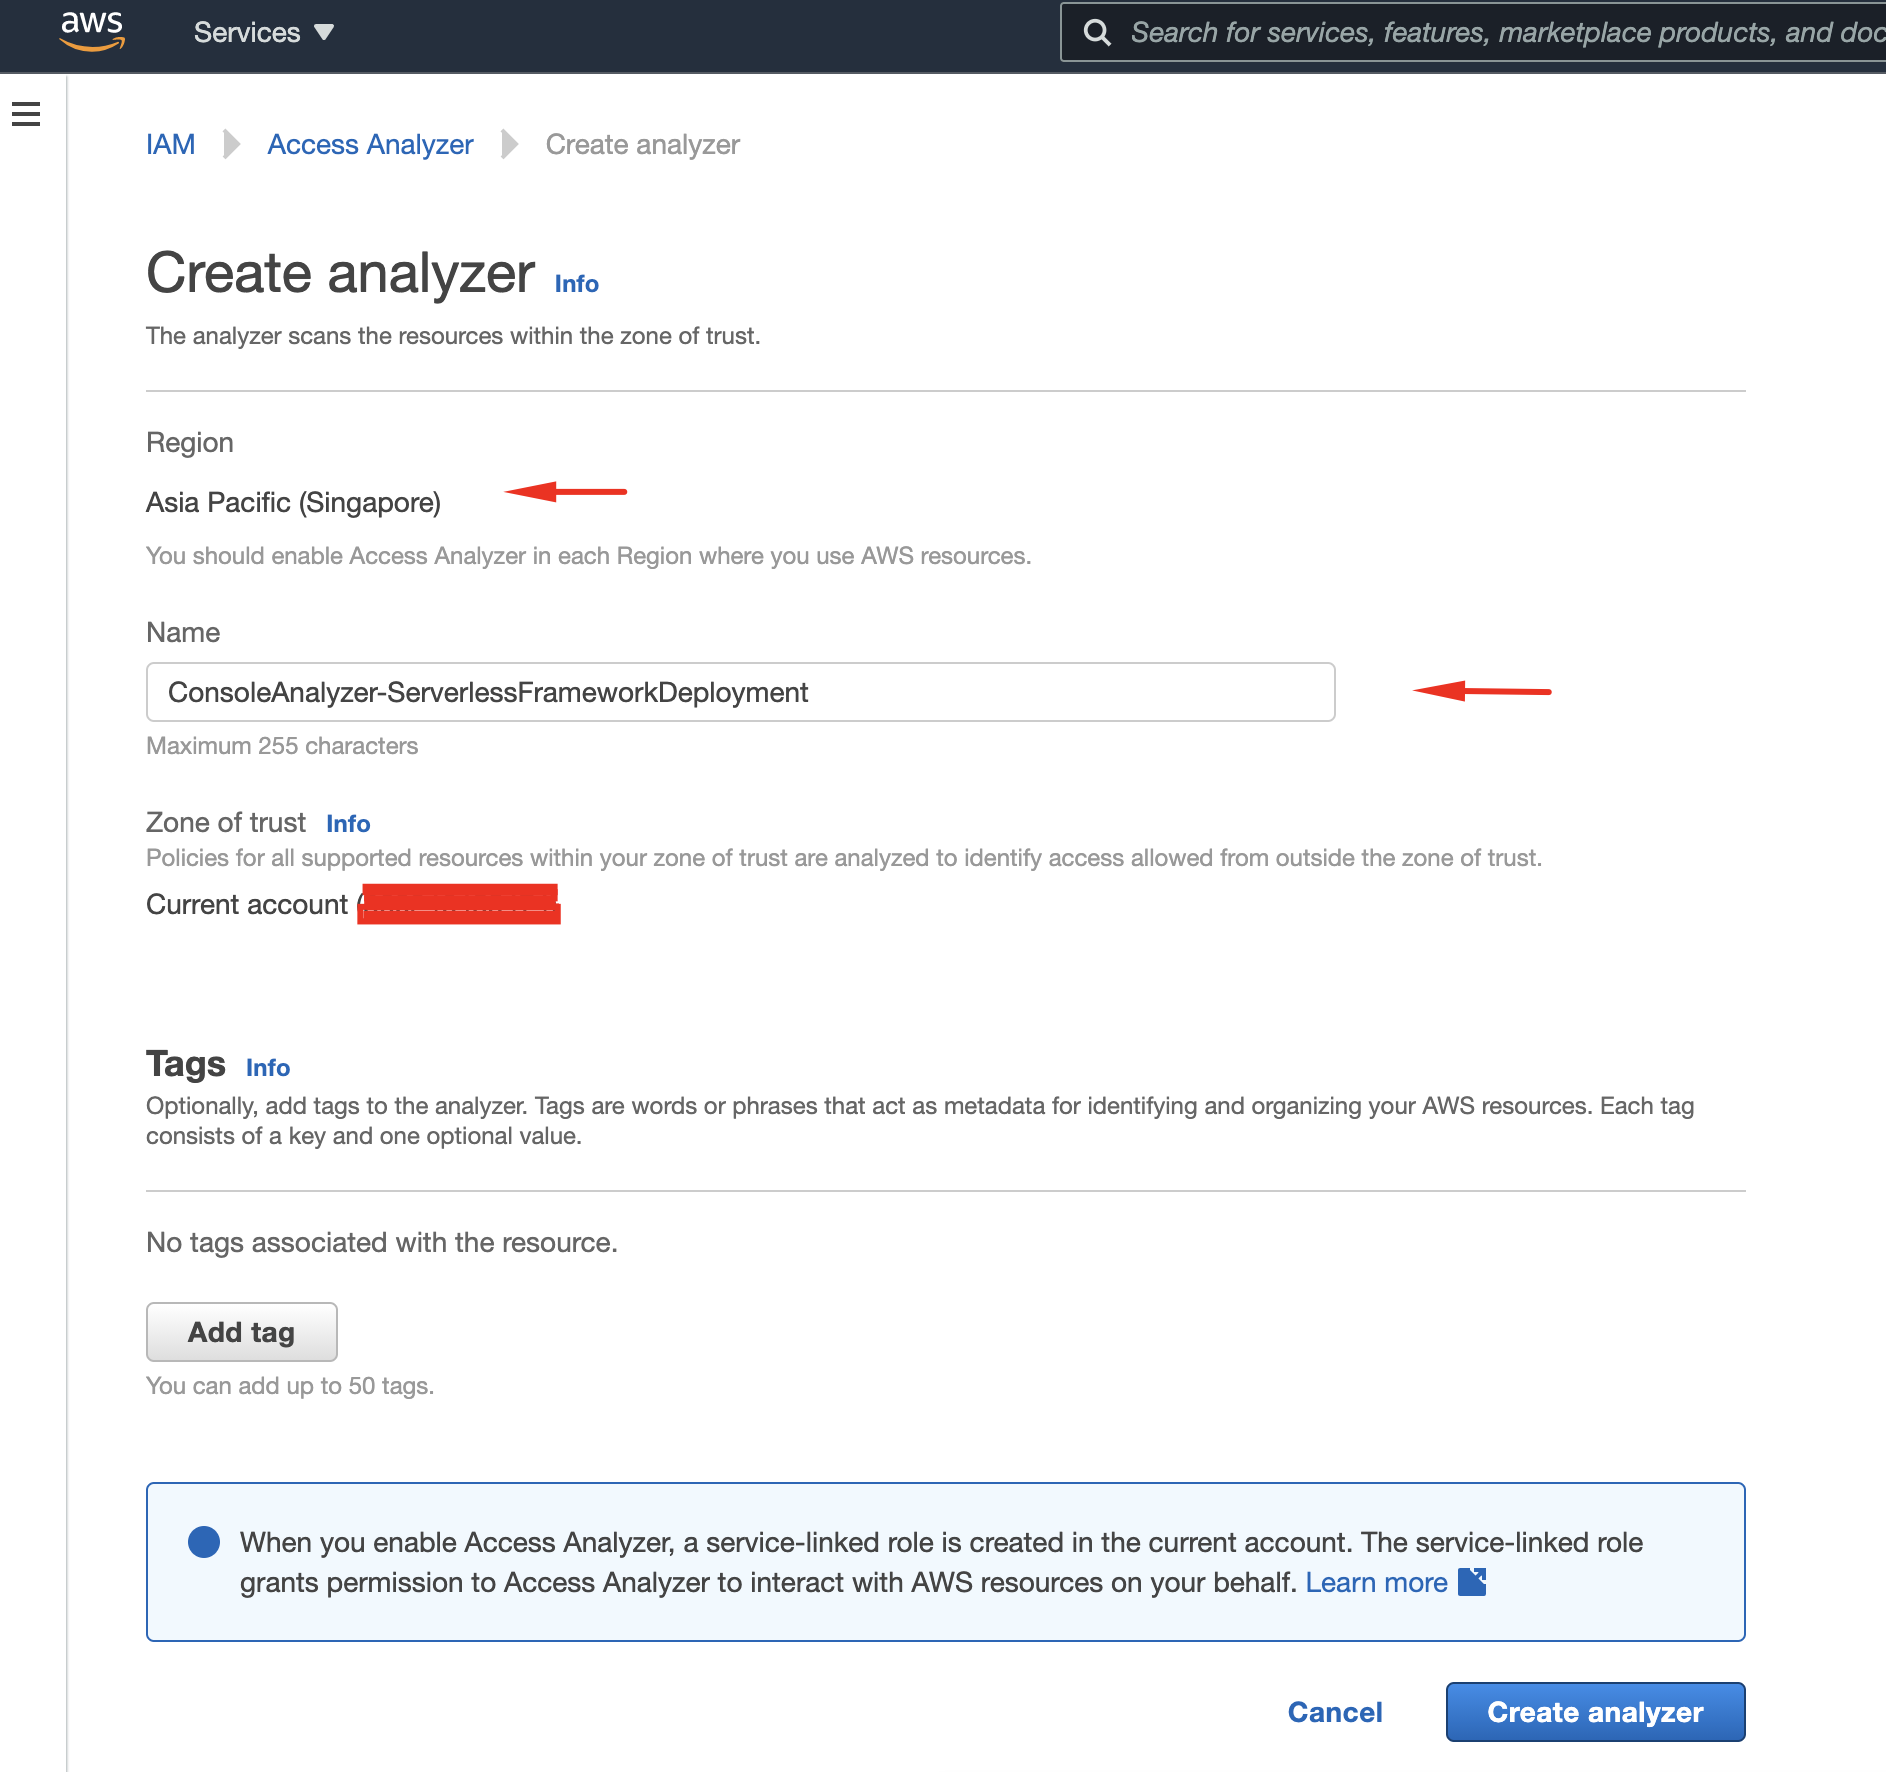 aws Services Search for services, features, marketplace products, and doc
IAM Access Analyzer Create analyzer
Create analyzer Info
The analyzer scans the resources within the zone of trust.
Region
Asia Pacific (Singapore)
You should enable Access Analyzer in each Region where you use AWS resources.
Name
ConsoleAnalyzer-ServerlessFrameworkDeployment
Maximum 255 characters
Zone of trust Info
Policies for all supported resources within your zone of trust are analyzed to identify access allowed from outside the zone of trust.
Current account (
Tags Info
Optionally, add tags to the analyzer. Tags are words or phrases that act as metadata for identifying and organizing your AWS resources. Each tag
consists of a key and one optional value.
No tags associated with the resource.
Add tag
You can add up to 50 tags.
When you enable Access Analyzer, a service-linked role is created in the current account. The service-linked role
grants permission to Access Analyzer to interact with AWS resources on your behalf. Learn more
Cancel Create analyzer